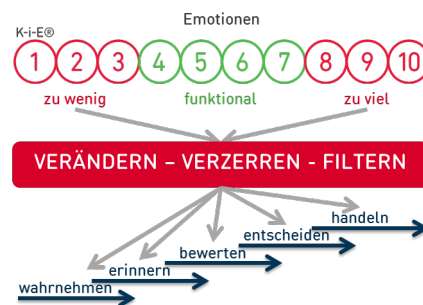 Emotionen
K-i-E®
1 2 3 4 5 6 7 8 9 10
zu wenig funktional zu viel
VERÄNDERN – VERZERREN - FILTERN
handeln
entscheiden
bewerten
erinnern
wahrnehmen